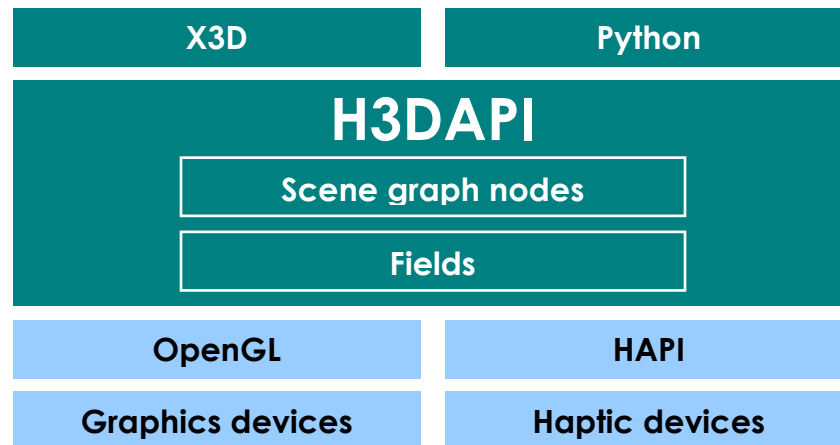 X3D
Python
H3DAPI
Scene graph nodes
Fields
OpenGL
HAPI
Graphics devices
Haptic devices